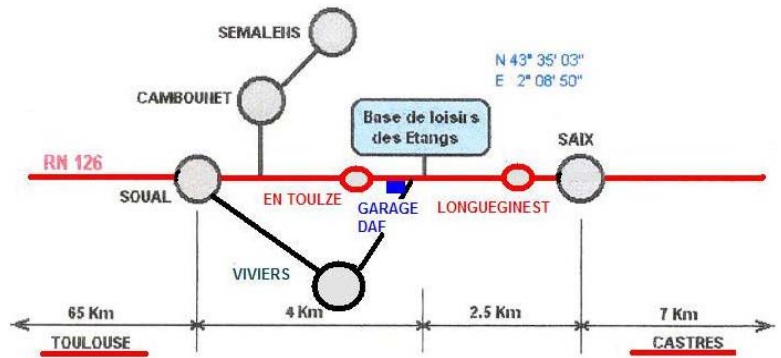 SEMALENS
N 43° 35' 03"
E 2° 08' 50"
CAMBOUNET
Base de loisirs
des Etangs
SAIX
RN 126
SOUAL
EN TOULZE
GARAGE
DAF
LONGUEGINEST
VIVIERS
65 Km
4 Km
2.5 Km
7 Km
TOULOUSE
CASTRES